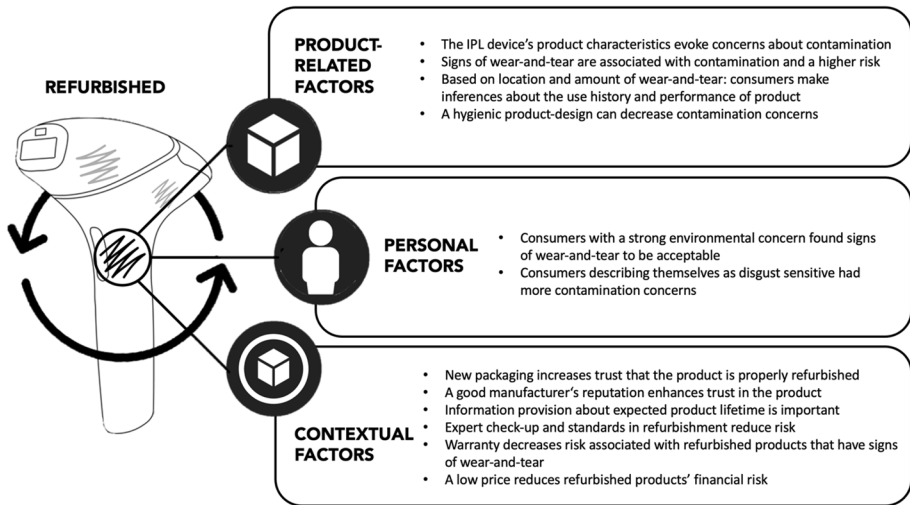 REFURBISHED
PRODUCT-
RELATED
FACTORS
• The IPL device's product characteristics evoke concerns about contamination
• Signs of wear-and-tear are associated with contamination and a higher risk
• Based on location and amount of wear-and-tear: consumers make
inferences about the use history and performance of product
• A hygienic product-design can decrease contamination concerns
PERSONAL
FACTORS
• Consumers with a strong environmental concern found signs
of wear-and-tear to be acceptable
• Consumers describing themselves as disgust sensitive had
more contamination concerns
CONTEXTUAL
FACTORS
• New packaging increases trust that the product is properly refurbished
• A good manufacturer's reputation enhances trust in the product
• Information provision about expected product lifetime is important
• Expert check-up and standards in refurbishment reduce risk
• Warranty decreases risk associated with refurbished products that have signs
of wear-and-tear
• A low price reduces refurbished products' financial risk